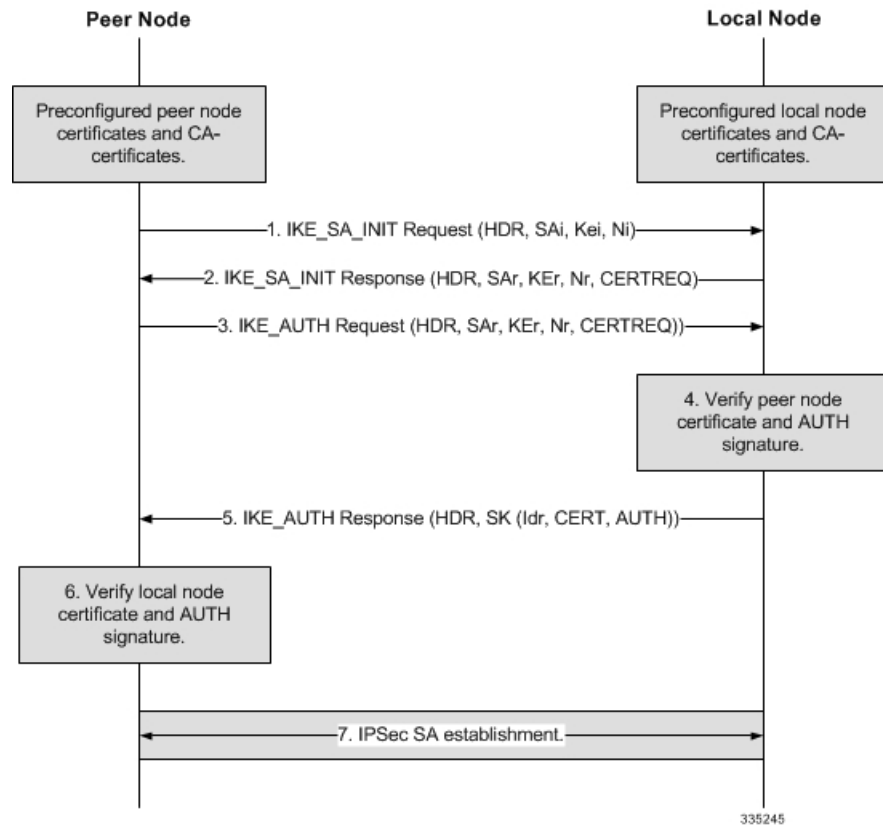 Peer Node
Local Node
Preconfigured peer node
certificates and CA-
certificates.
Preconfigured local node
certificates and CA-
certificates.
1. IKE_SA_INIT Request (HDR, SAi, Kei, Ni)
2. IKE_SA_INIT Response (HDR, SAr, KEr, Nr, CERTREQ)
3. IKE_AUTH Request (HDR, SAr, KEr, Nr, CERTREQ))
4. Verify peer node
certificate and AUTH
signature.
5. IKE_AUTH Response (HDR, SK (Idr, CERT, AUTH))
6. Verify local node
certificate and AUTH
signature.
7. IPSec SA establishment.
335245